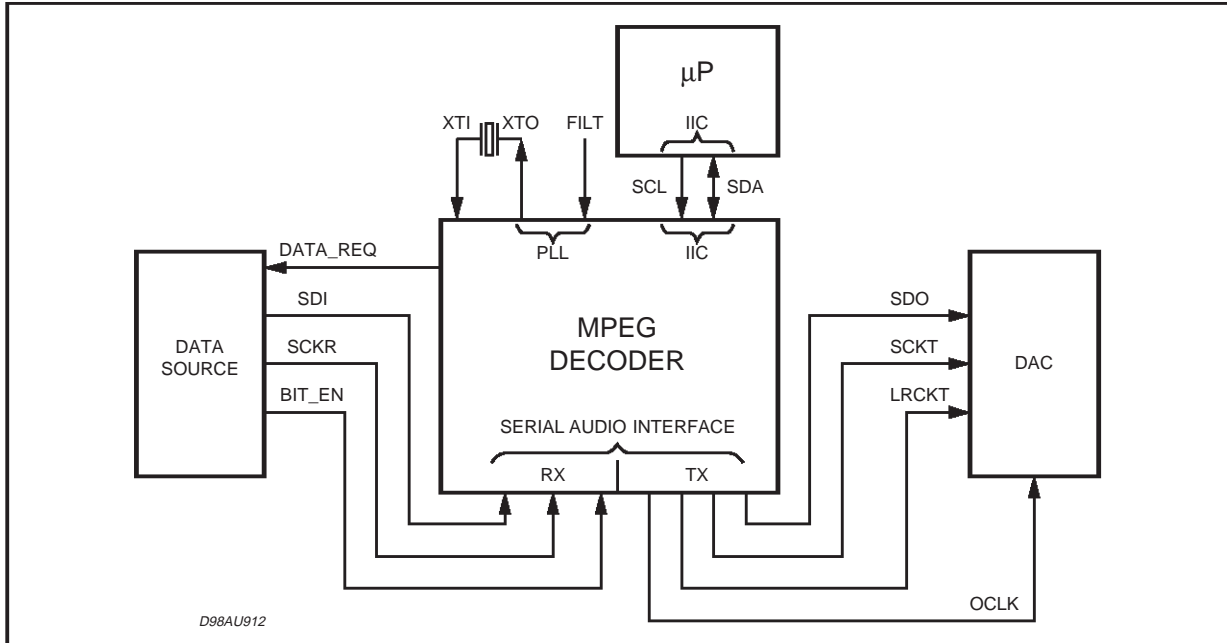 μP
XTI
XTO
FILT
IIC
SCL
SDA
DATA_REQ
PLL
IIC
SDI
SDO
MPEG
DECODER
DATA
SOURCE
SCKR
SCKT
DAC
BIT_EN
LRCKT
SERIAL AUDIO INTERFACE
RX
TX
OCLK
D98AU912